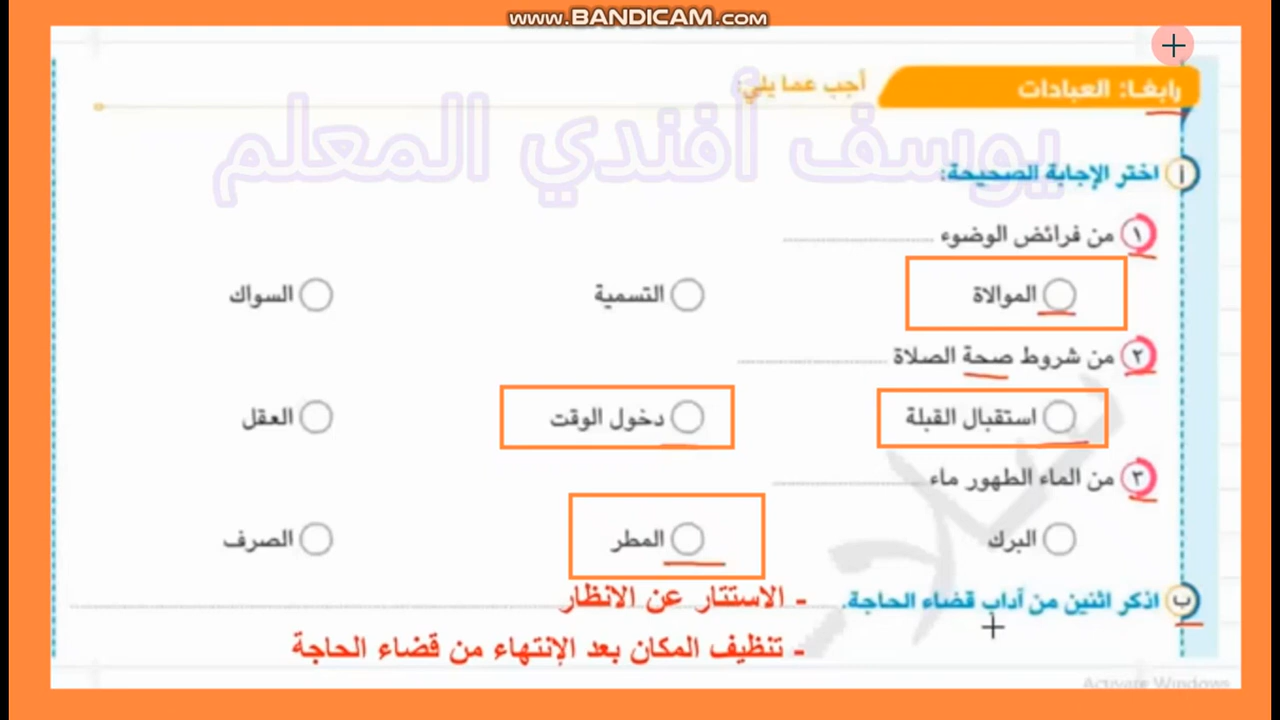 www.BANDICAM.com
رابعًا: العبادات أجب عما يلي:
يوسف أفندي المعلم
أ اختر الإجابة الصحيحة:
١ من فرائض الوضوء
الموالاة التسمية السواك
٢ من شروط صحة الصلاة
استقبال القبلة دخول الوقت العقل
٣ من الماء الطهور ماء
البرك المطر الصرف
ب اذكر اثنين من آداب قضاء الحاجة. - الاستتار عن الانظار
- تنظيف المكان بعد الإنتهاء من قضاء الحاجة
Activate Windows